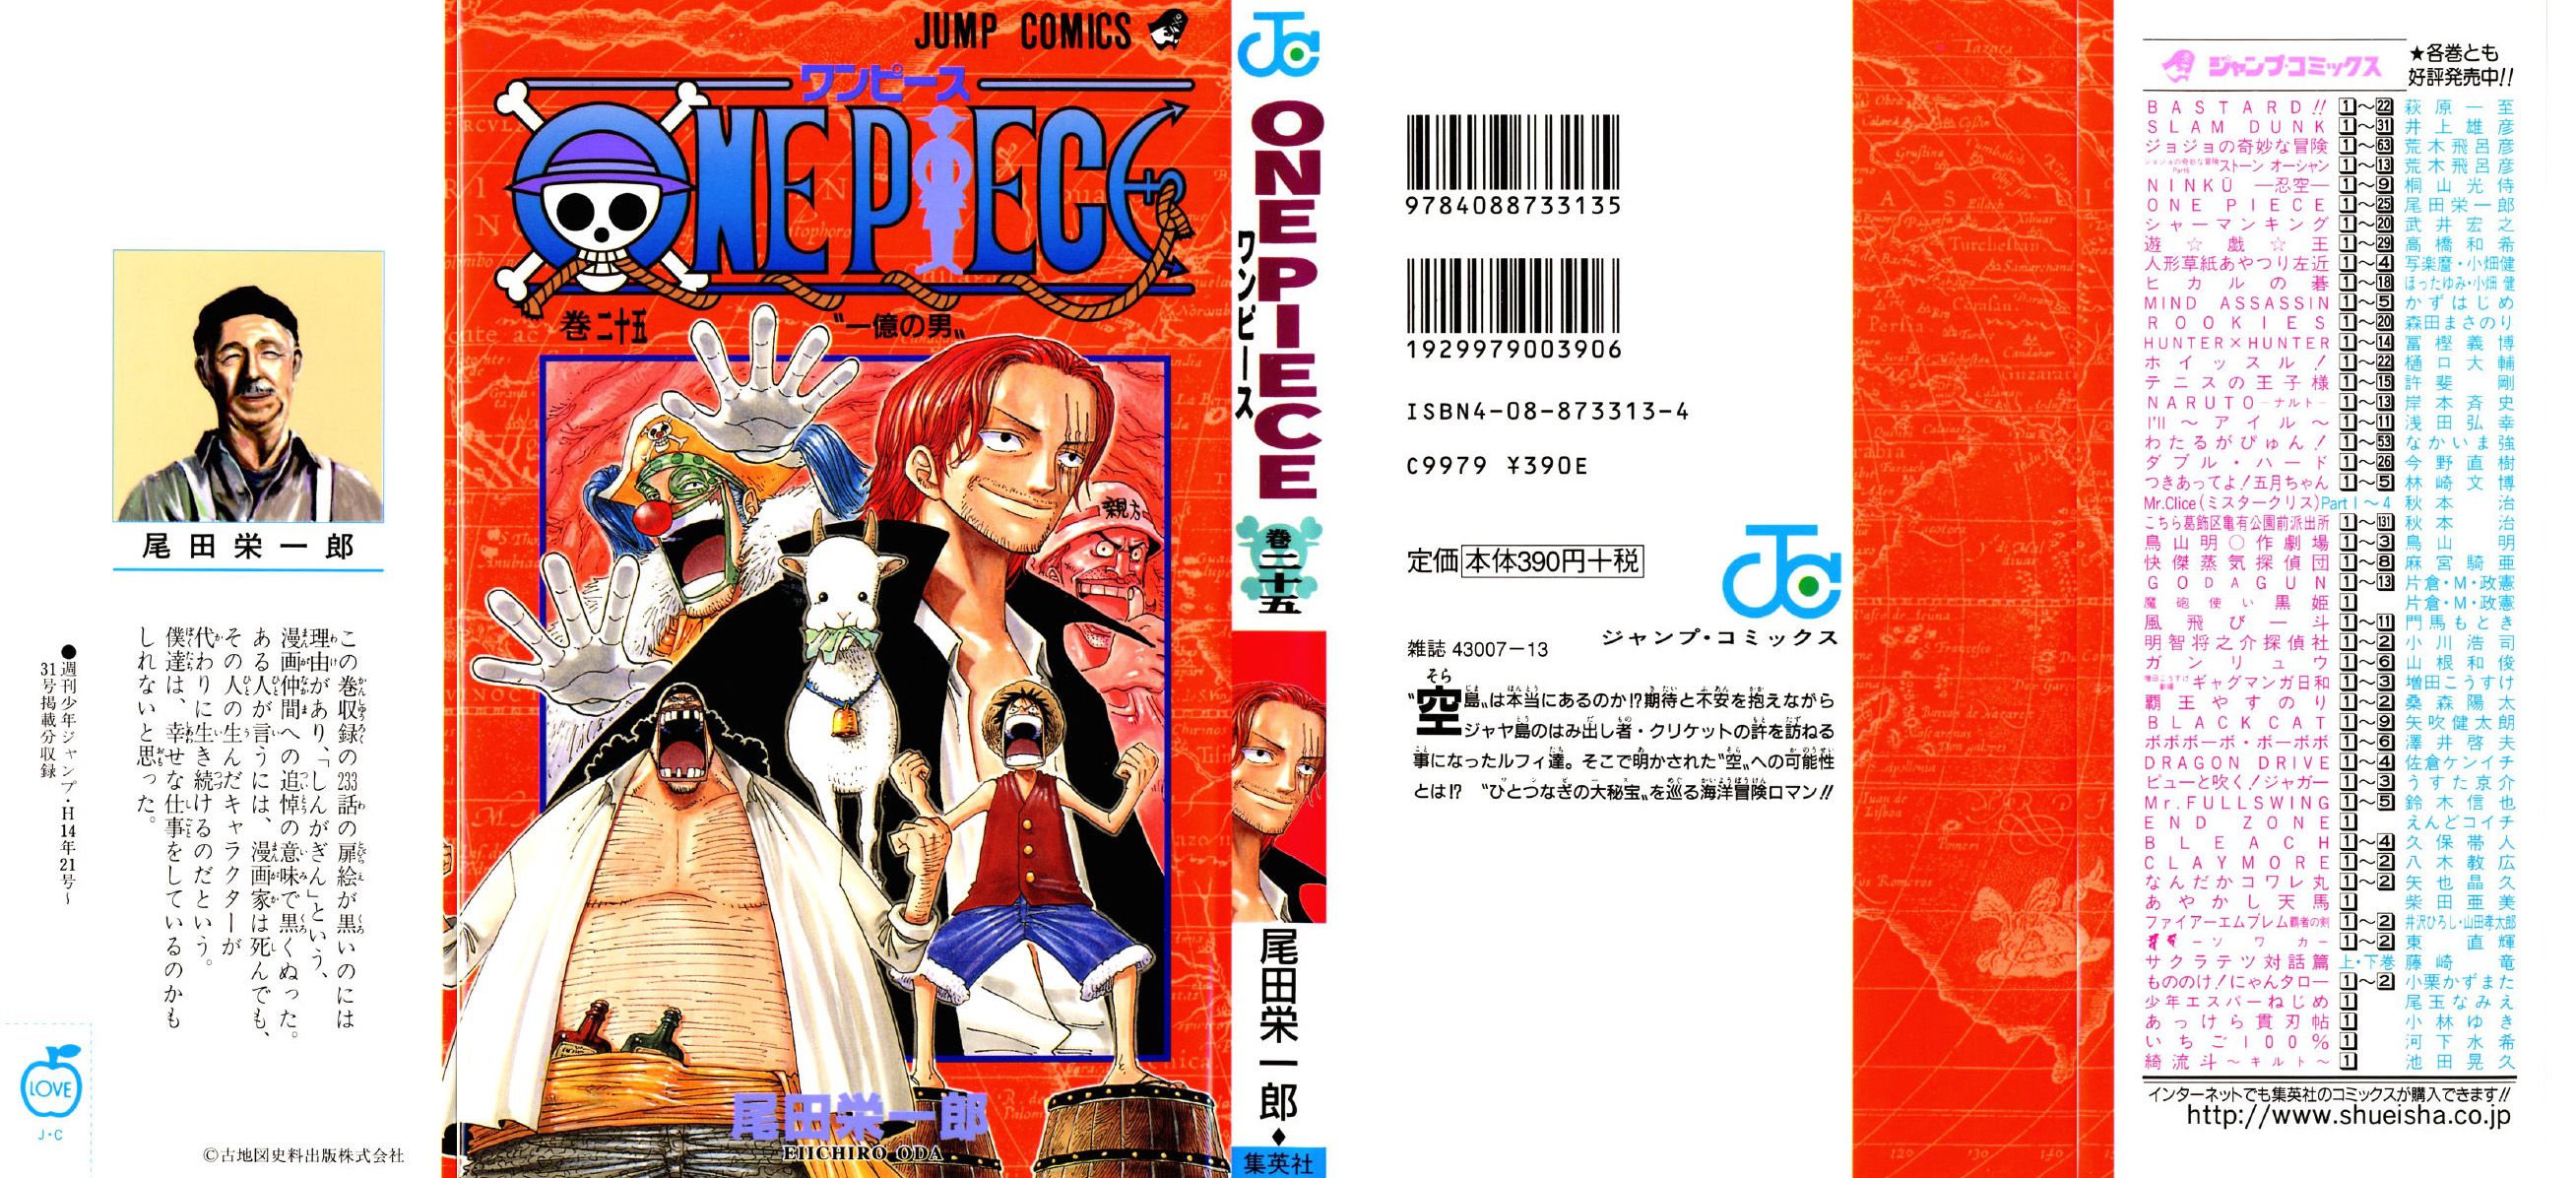 尾田栄一郎
この巻収録の233話の扉絵が黒いのには
理由があり、「しんがぎん」という、
漫画仲間への追悼の意味で黒くぬった。
ある人が言うには、漫画家は死んでも、
その人の生んだキャラクターが
代わりに生き続けるのだという。
僕達は、幸せな仕事をしているのかも
しれないと思った。
●週刊少年ジャンプ・H14年21号〜
31号掲載分収録
LOVE
J・C
©古地図史料出版株式会社
JUMP COMICS
ワンピース
ONE PIECE
巻二十五
"一億の男"
親方
尾田栄一郎
EIICHIRO ODA
JC
ONE PIECE
ワンピース
巻二十五
尾田栄一郎◆
集英社
9784088733135
1929979003906
ISBN4-08-873313-4
C9979 ¥390E
定価 本体390円+税
JC
ジャンプ・コミックス
雑誌 43007-13
"空島"は本当にあるのか!?期待と不安を抱えながら
ジャヤ島のはみ出し者・クリケットの許を訪ねる
事になったルフィ達。そこで明かされた"空"への可能性
とは!? "ひとつなぎの大秘宝"を巡る海洋冒険ロマン!!
ジャンプ・コミックス
★各巻とも
好評発売中!!
BASTARD!! 1〜22 萩原一至
SLAM DUNK 1〜31 井上雄彦
ジョジョの奇妙な冒険 1〜63 荒木飛呂彦
ジョジョの奇妙な冒険Part6 ストーン オーシャン 1〜13 荒木飛呂彦
NINKŪ —忍空— 1〜9 桐山光侍
ONE PIECE 1〜25 尾田栄一郎
シャーマンキング 1〜20 武井宏之
遊☆戯☆王 1〜29 高橋和希
人形草紙あやつり左近 1〜4 写楽麿・小畑健
ヒカルの碁 1〜18 ほったゆみ・小畑健
MIND ASSASSIN 1〜5 かずはじめ
ROOKIES 1〜20 森田まさのり
HUNTER×HUNTER 1〜14 冨樫義博
ホイッスル! 1〜22 樋口大輔
テニスの王子様 1〜15 許斐剛
NARUTO—ナルト— 1〜13 岸本斉史
I'll 〜アイル〜 1〜11 浅田弘幸
わたるがぴゅん! 1〜53 なかいま強
ダブル・ハード 1〜26 今野直樹
つきあってよ!五月ちゃん 1〜5 林崎文博
Mr.Clice(ミスタークリス) Part1〜4 秋本治
こちら葛飾区亀有公園前派出所 1〜131 秋本治
鳥山明○作劇場 1〜3 鳥山明
快傑蒸気探偵団 1〜8 麻宮騎亜
GODAGUN 1〜13 片倉・M・政憲
魔砲使い黒姫 1 片倉・M・政憲
風飛び一斗 1〜11 門馬もとき
明智将之介探偵社 1〜2 小川浩司
ガンリュウ 1〜6 山根和俊
増田こうすけ劇場 ギャグマンガ日和 1〜3 増田こうすけ
覇王やすのり 1〜2 桑森陽太
BLACK CAT 1〜9 矢吹健太朗
ボボボーボ・ボーボボ 1〜6 澤井啓夫
DRAGON DRIVE 1〜4 佐倉ケンイチ
ピューと吹く!ジャガー 1〜3 うすた京介
Mr.FULLSWING 1〜5 鈴木信也
END ZONE 1 えんどコイチ
BLEACH 1〜4 久保帯人
CLAYMORE 1〜2 八木教広
なんだかコワレ丸 1〜2 矢也晶久
あやかし天馬 1 柴田亜美
ファイアーエムブレム覇者の剣 1〜2 井沢ひろし・山田孝太郎
ーソワカー 1〜2 東直輝
サクラテツ対話篇 上・下巻 藤崎竜
もののけ!にゃんタロー 1〜2 小栗かずまた
少年エスパーねじめ 1 尾玉なみえ
あっけら貫刃帖 1 小林ゆき
いちご100% 1 河下水希
綺流斗〜キルト〜 1 池田晃久
インターネットでも集英社のコミックスが購入できます!!
http://www.shueisha.co.jp